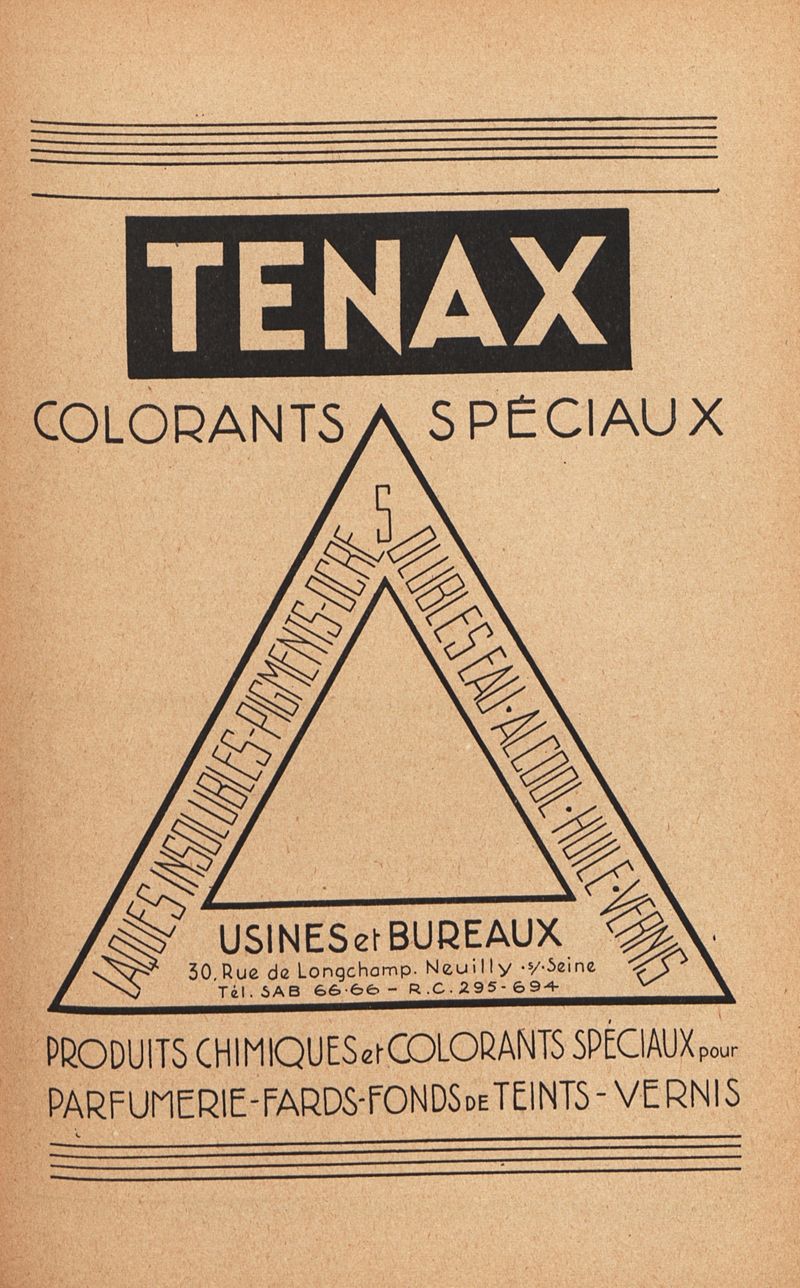 TENAX
COLORANTS SPÉCIAUX
LAQUES INSOLUBLES-PIGMENTS-OCRES
SOLUBLES EAU·ALCOOL·HUILE·VERNIS
USINES et BUREAUX
30, Rue de Longchamp. Neuilly·s/·Seine
Tél. SAB 66·66 - R.C. 295-694
PRODUITS CHIMIQUES et COLORANTS SPÉCIAUX pour
PARFUMERIE-FARDS-FONDS DE TEINTS-VERNIS